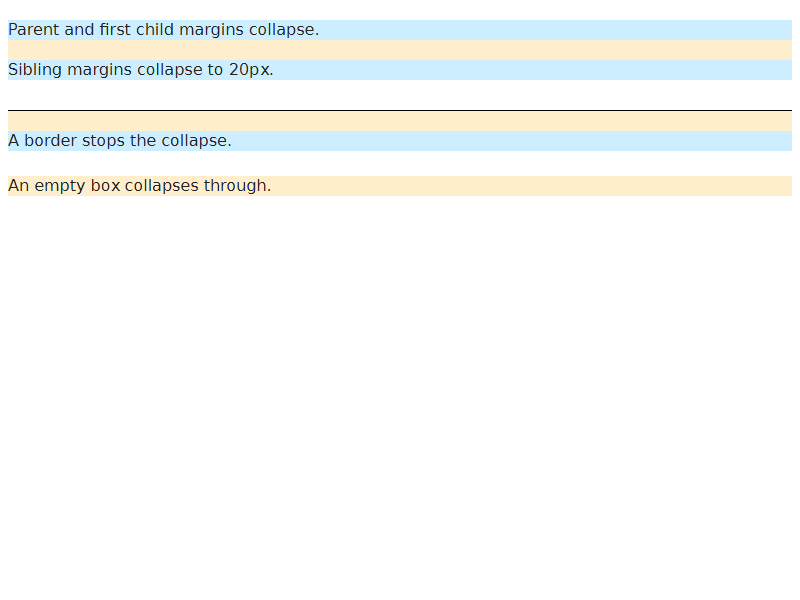 Parent and first child margins collapse.
Sibling margins collapse to 20px.
A border stops the collapse.
An empty box collapses through.